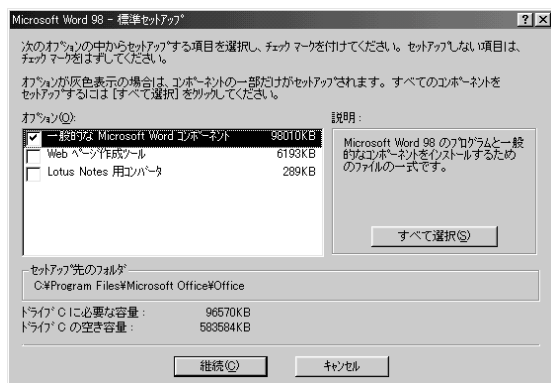 Microsoft Word 98 - 標準ｾｯﾄｱｯﾌﾟ
次のｵﾌﾟｼｮﾝの中からｾｯﾄｱｯﾌﾟする項目を選択し、ﾁｪｯｸ ﾏｰｸを付けてください。ｾｯﾄｱｯﾌﾟしない項目は、
ﾁｪｯｸ ﾏｰｸをはずしてください。
ｵﾌﾟｼｮﾝが灰色表示の場合は、ｺﾝﾎﾟｰﾈﾝﾄの一部だけがｾｯﾄｱｯﾌﾟされます。すべてのｺﾝﾎﾟｰﾈﾝﾄを
ｾｯﾄｱｯﾌﾟするには [すべて選択] をｸﾘｯｸしてください。
ｵﾌﾟｼｮﾝ(O):
一般的な Microsoft Word ｺﾝﾎﾟｰﾈﾝﾄ 98010KB
Web ﾍﾟｰｼﾞ作成ﾂｰﾙ 6193KB
Lotus Notes 用ｺﾝﾊﾞｰﾀ 289KB
説明:
Microsoft Word 98 のﾌﾟﾛｸﾞﾗﾑと一般
的なｺﾝﾎﾟｰﾈﾝﾄをｲﾝｽﾄｰﾙするため
のﾌｧｲﾙの一式です。
すべて選択(S)
ｾｯﾄｱｯﾌﾟ先のﾌｫﾙﾀﾞ
C:¥Program Files¥Microsoft Office¥Office
ﾄﾞﾗｲﾌﾞ C に必要な容量: 96570KB
ﾄﾞﾗｲﾌﾞ C の空き容量: 583584KB
継続(C)
ｷｬﾝｾﾙ